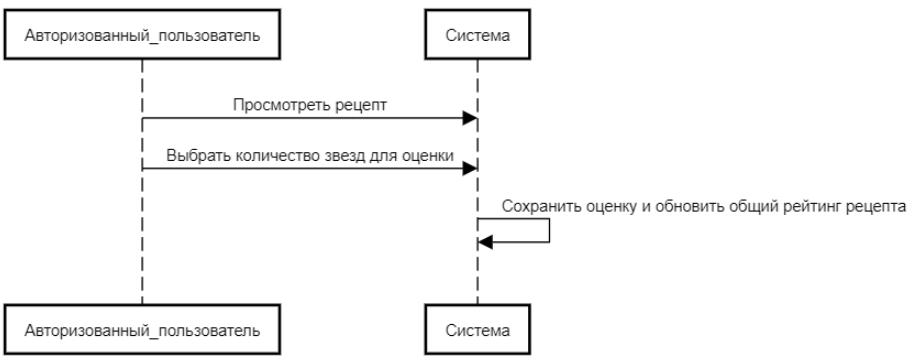 Авторизованный_пользователь
Система
Просмотреть рецепт
Выбрать количество звезд для оценки
Сохранить оценку и обновить общий рейтинг рецепта
Авторизованный_пользователь
Система